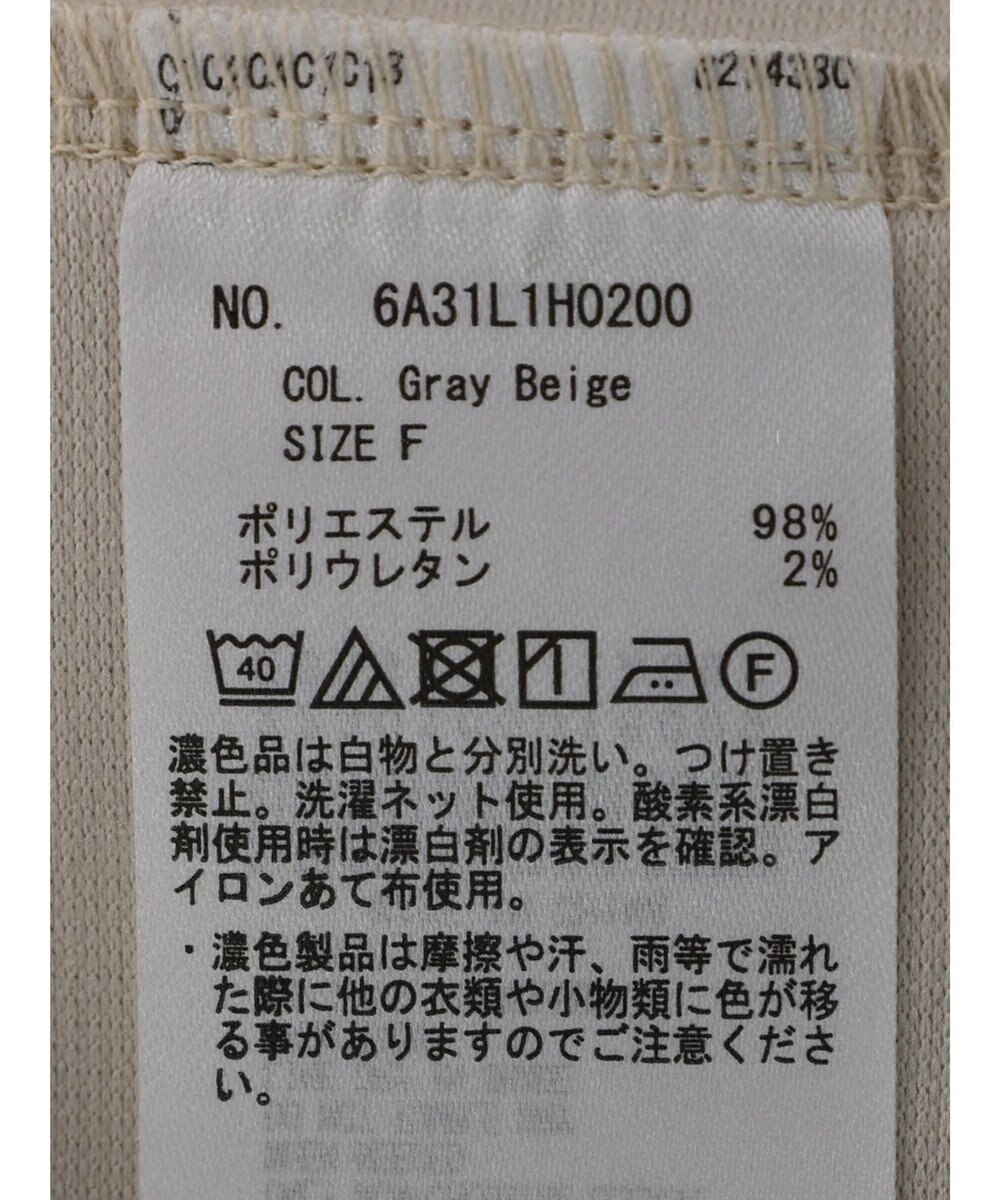 NO. 6A31L1H0200
COL. Gray Beige
SIZE F
ポリエステル 98%
ポリウレタン 2%
40 F
濃色品は白物と分別洗い。つけ置き
禁止。洗濯ネット使用。酸素系漂白
剤使用時は漂白剤の表示を確認。ア
イロンあて布使用。
・濃色製品は摩擦や汗、雨等で濡れ
た際に他の衣類や小物類に色が移
る事がありますのでご注意くださ
い。